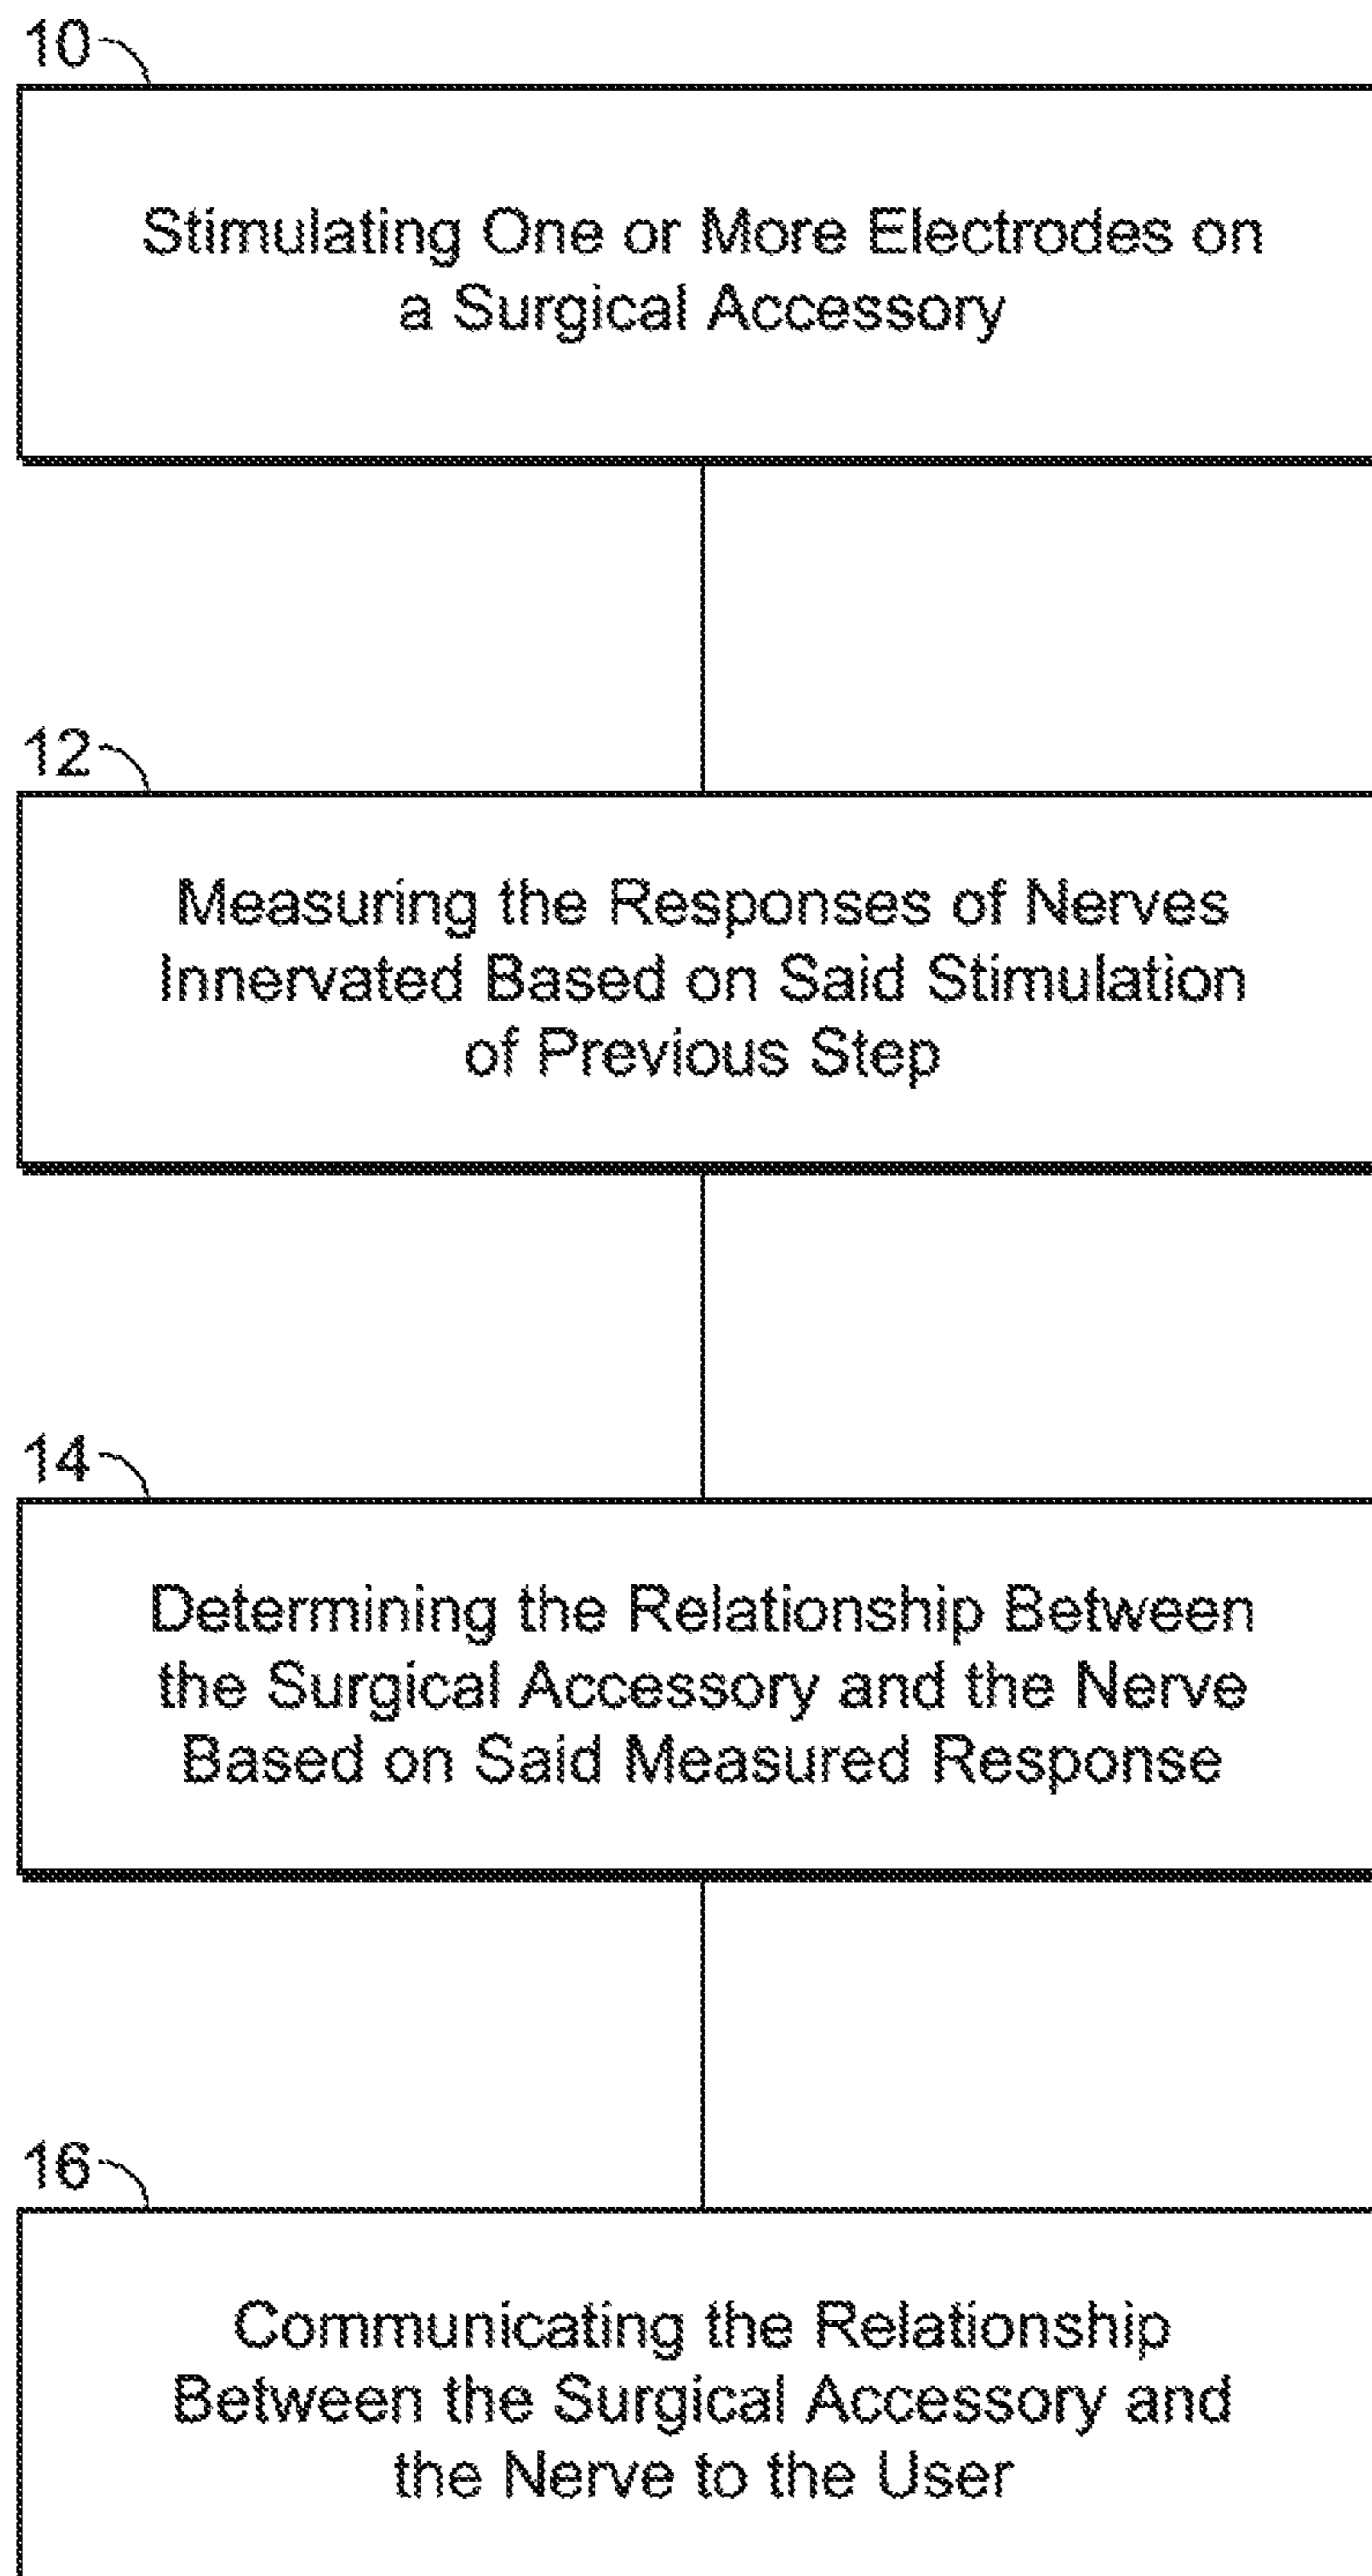 10
Stimulating One or More Electrodes on
a Surgical Accessory
12
Measuring the Responses of Nerves
Innervated Based on Said Stimulation
of Previous Step
14
Determining the Relationship Between
the Surgical Accessory and the Nerve
Based on Said Measured Response
16
Communicating the Relationship
Between the Surgical Accessory and
the Nerve to the User